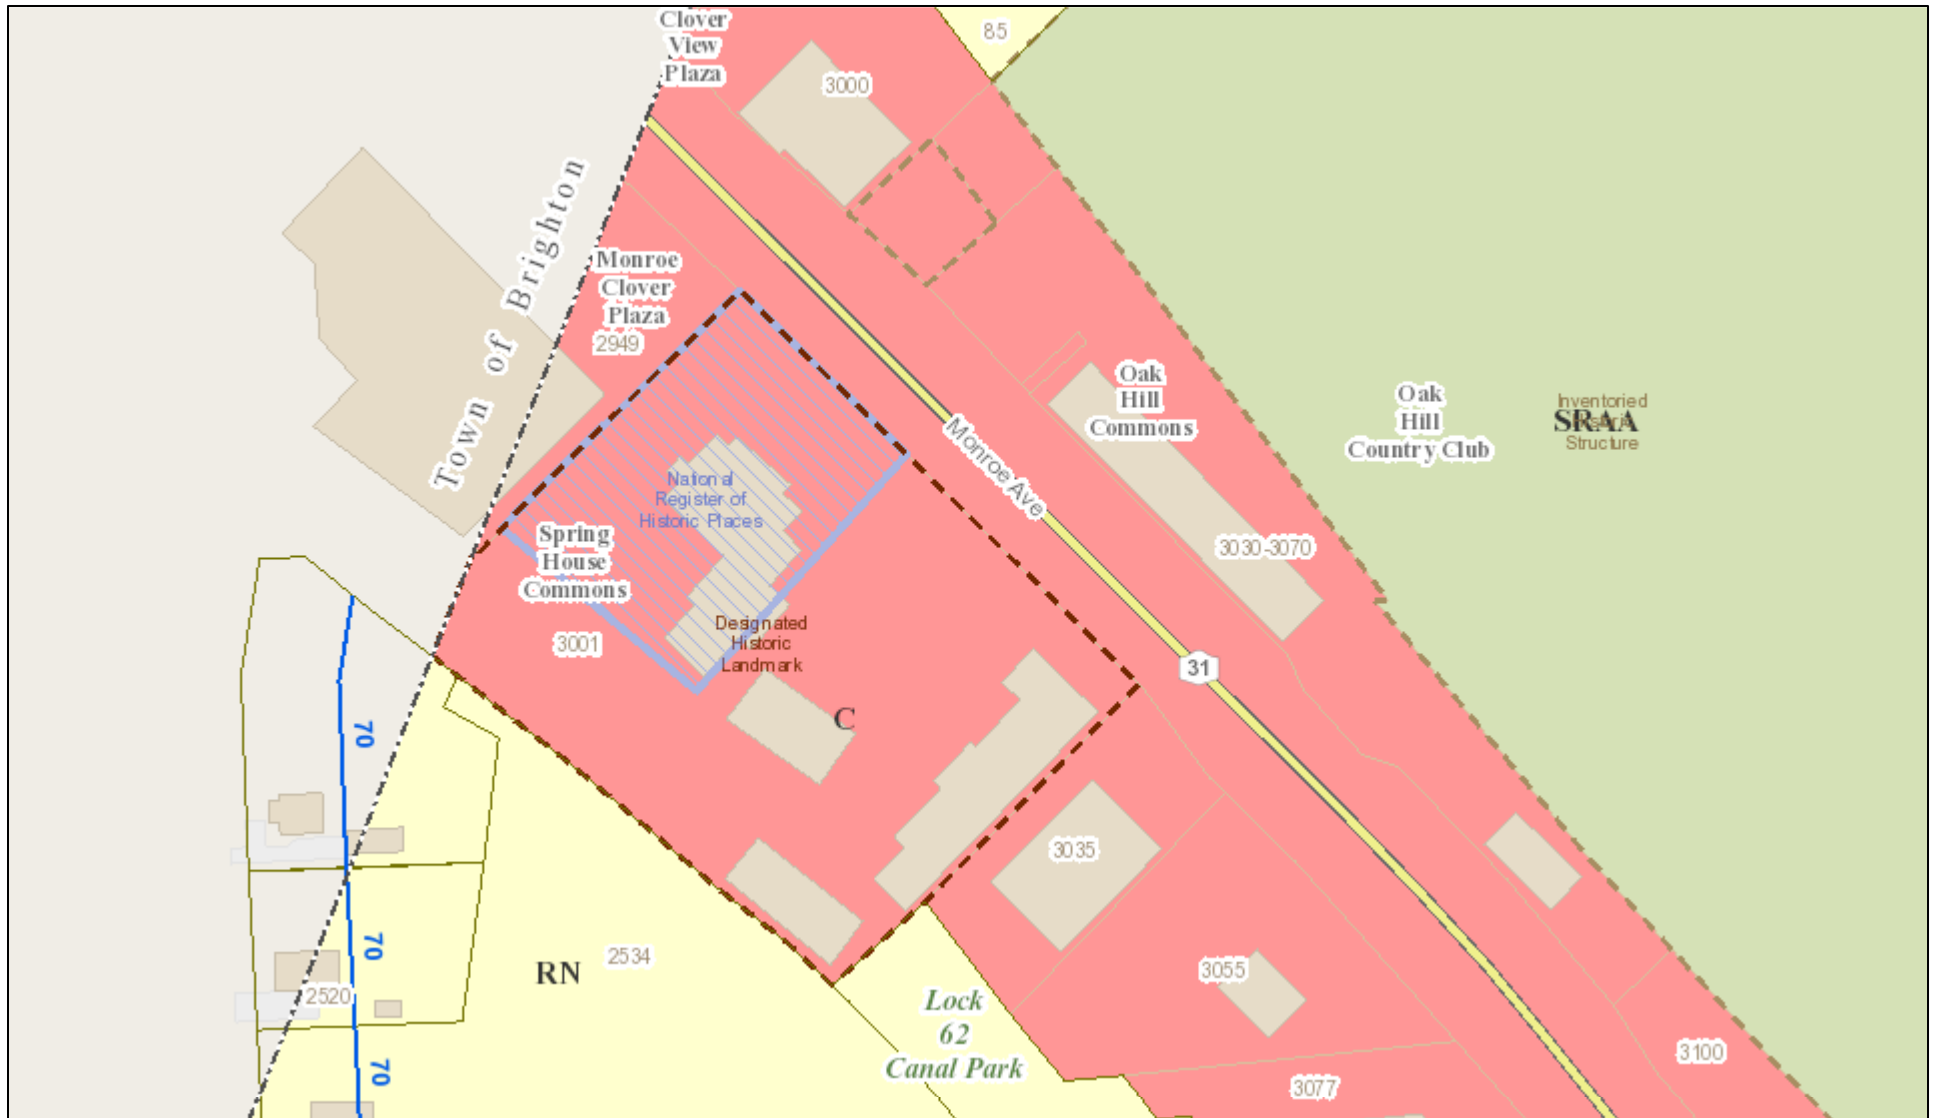 Clover
View
Plaza
85
3000
Town of Brighton
Monroe
Clover
Plaza
2949
Oak
Hill
Commons
Oak
Hill
Country Club
Inventoried
Historic
Structure
SRAA
Monroe Ave
National
Register of
Historic Places
Spring
House
Commons
3030-3070
3001
Designated
Historic
Landmark
31
C
70
3035
RN
2534
70
2520
3055
Lock
62
Canal Park
70
3077
3100